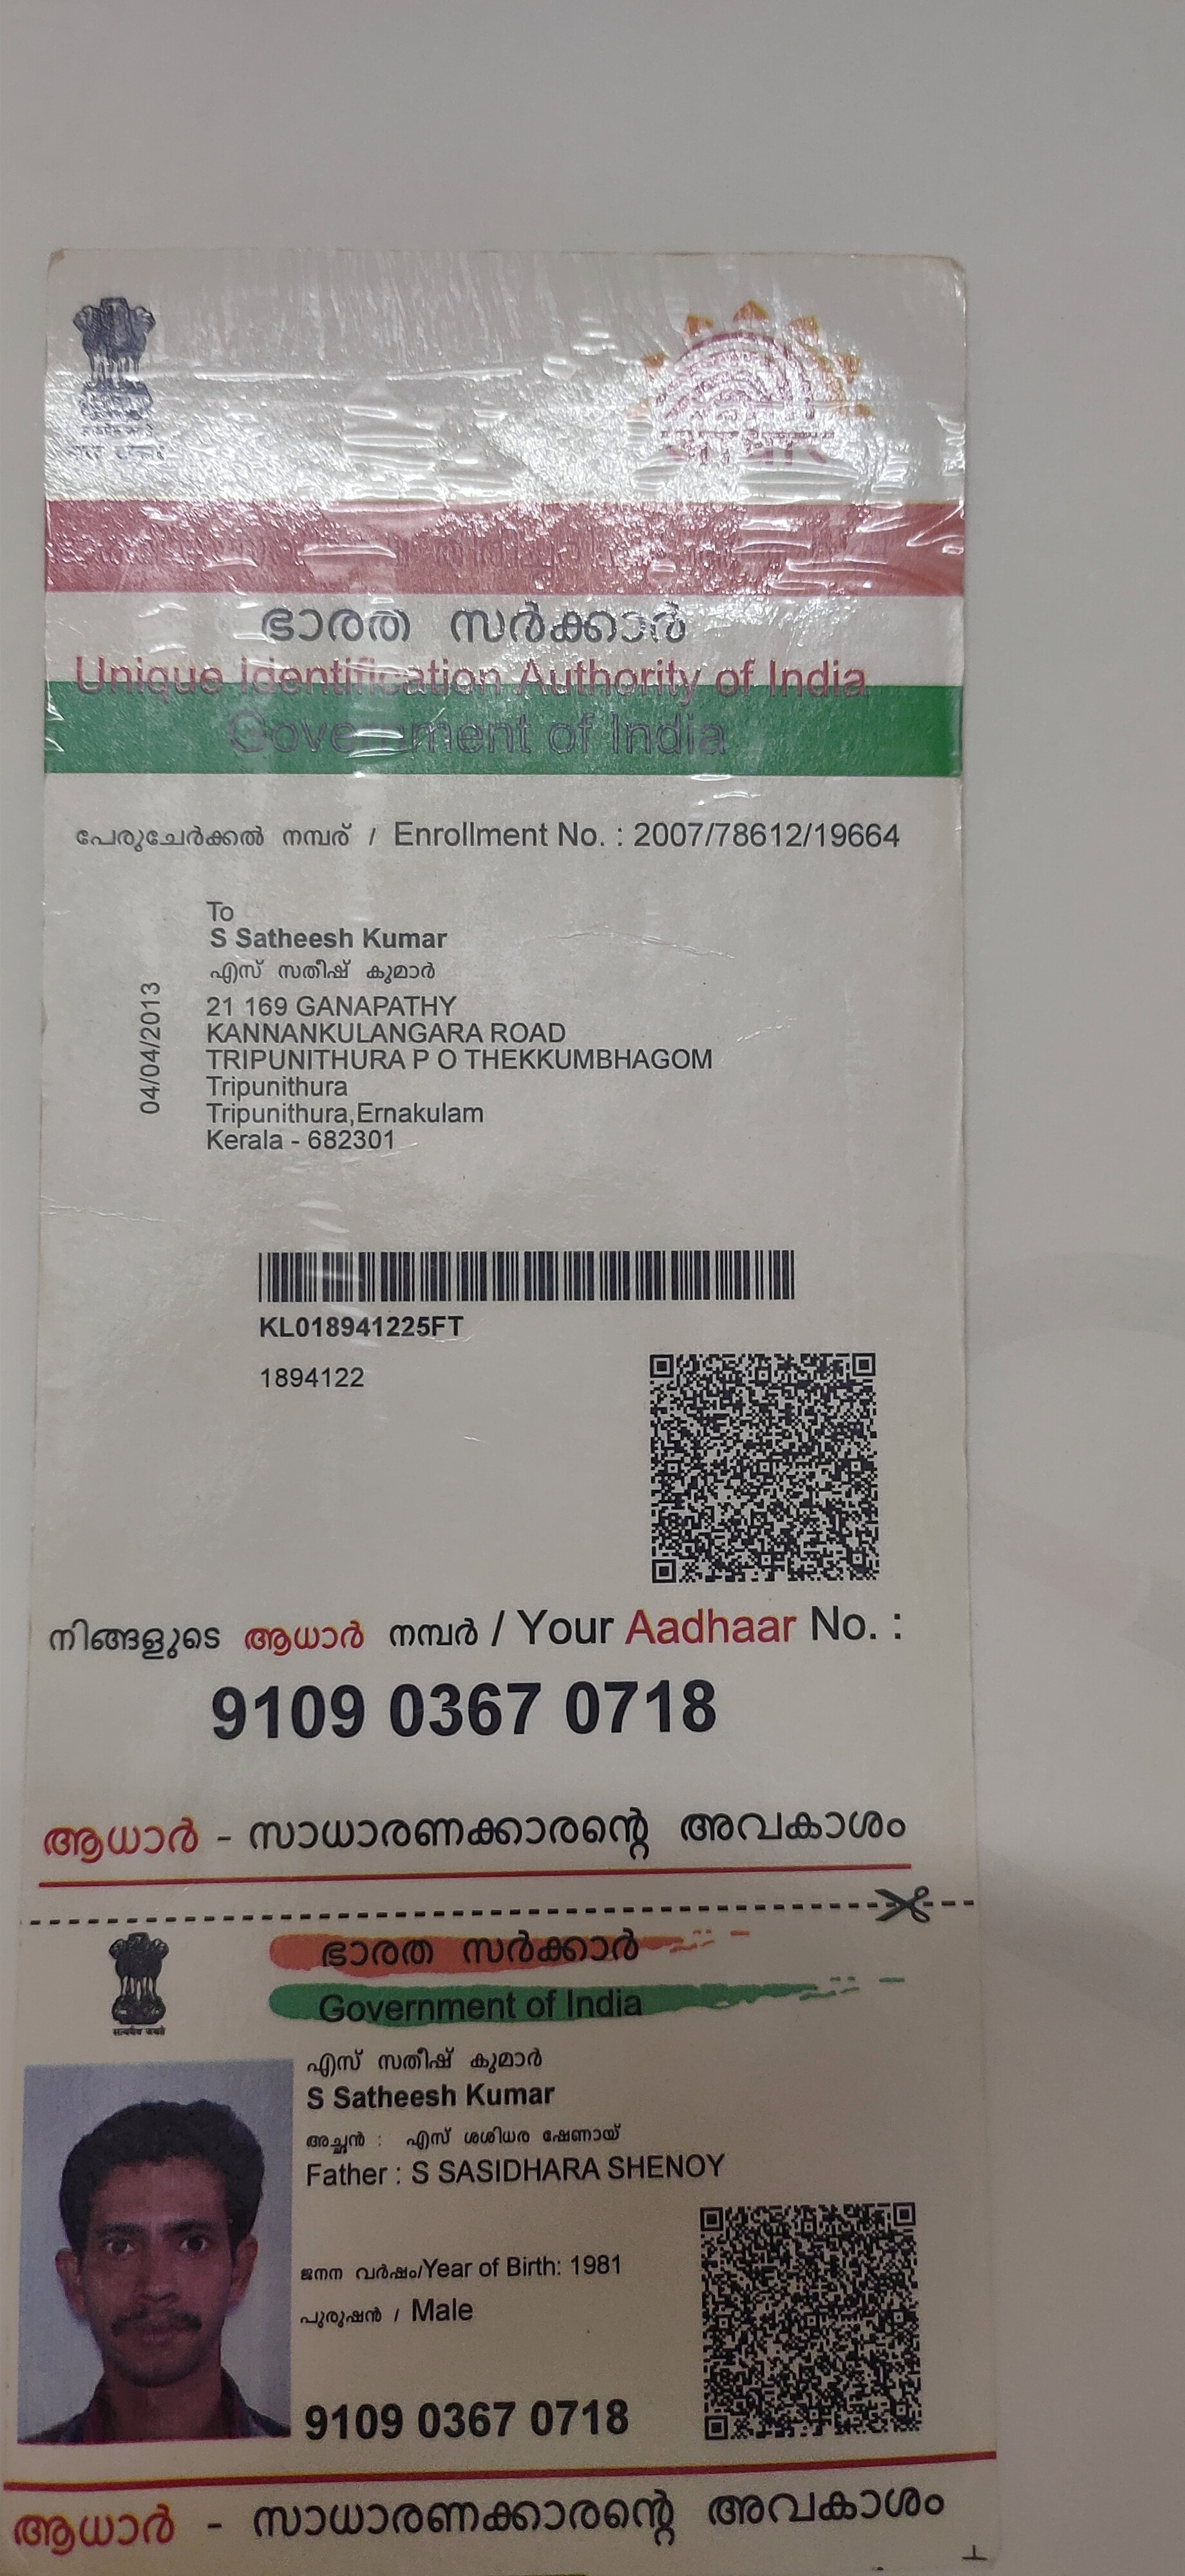 ഭാരത സർക്കാർ
Unique Identification Authority of India
Government of India
പേരുചേർക്കൽ നമ്പര് / Enrollment No. : 2007/78612/19664
To
S Satheesh Kumar
എസ് സതീഷ് കുമാർ
21 169 GANAPATHY
KANNANKULANGARA ROAD
TRIPUNITHURA P O THEKKUMBHAGOM
Tripunithura
Tripunithura,Ernakulam
Kerala - 682301
04/04/2013
KL018941225FT
1894122
നിങ്ങളുടെ ആധാർ നമ്പർ / Your Aadhaar No. :
9109 0367 0718
ആധാർ - സാധാരണക്കാരന്റെ അവകാശം
ഭാരത സർക്കാർ
Government of India
सत्यमेव जयते
എസ് സതീഷ് കുമാർ
S Satheesh Kumar
അച്ഛൻ : എസ് ശശിധര ഷേണായ്
Father : S SASIDHARA SHENOY
ജനന വർഷം/Year of Birth: 1981
പുരുഷൻ / Male
9109 0367 0718
ആധാർ - സാധാരണക്കാരന്റെ അവകാശം